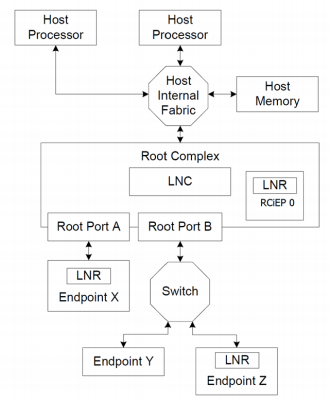 Host
Processor
Host
Processor
Host
Internal
Fabric
Host
Memory
Root Complex
LNC
LNR
RCiEP 0
Root Port A
Root Port B
LNR
Endpoint X
Switch
Endpoint Y
LNR
Endpoint Z